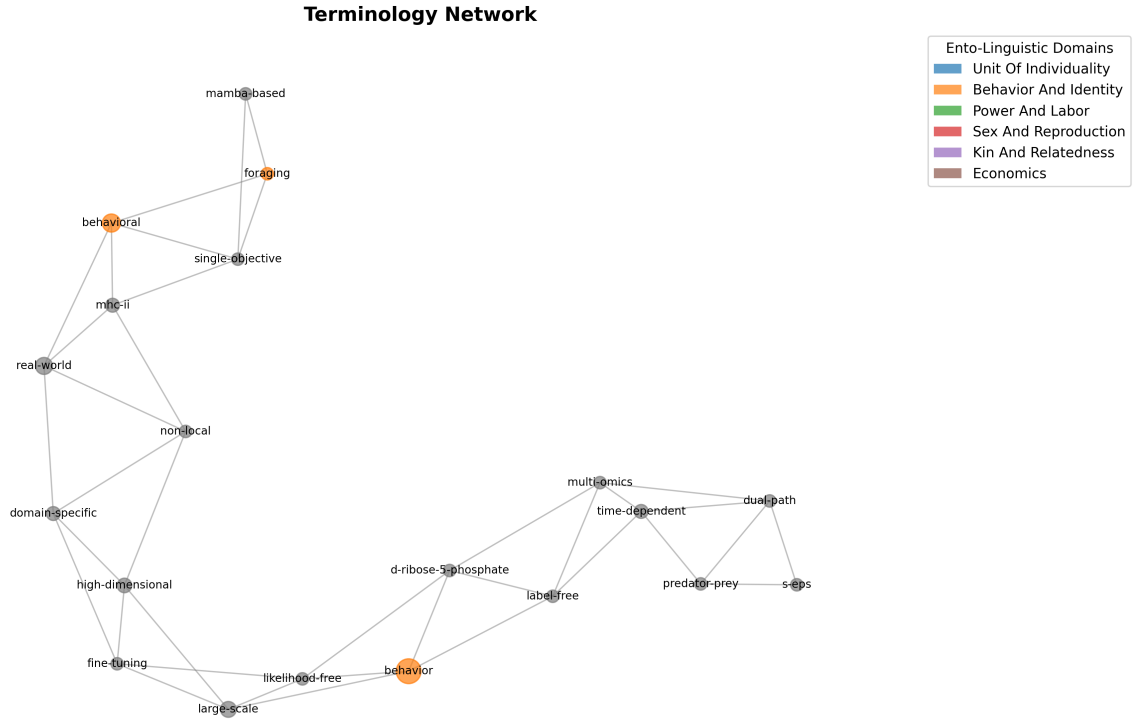 Terminology Network
Ento-Linguistic Domains
Unit Of Individuality
Behavior And Identity
Power And Labor
Sex And Reproduction
Kin And Relatedness
Economics
mamba-based
foraging
behavioral
single-objective
mhc-ii
real-world
non-local
multi-omics
dual-path
time-dependent
domain-specific
d-ribose-5-phosphate
predator-prey
s-eps
high-dimensional
label-free
fine-tuning
behavior
likelihood-free
large-scale